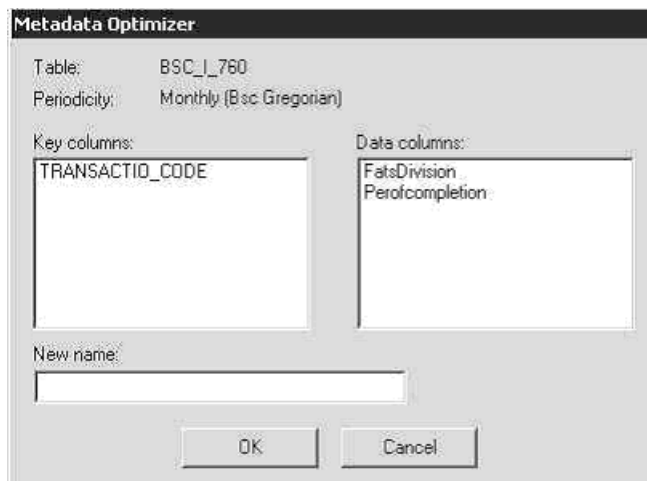 Metadata Optimizer
Table: BSC_I_760
Periodicity: Monthly (Bsc Gregorian)
Key columns: Data columns:
TRANSACTIO_CODE FatsDivision
Perofcompletion
New name:
OK Cancel